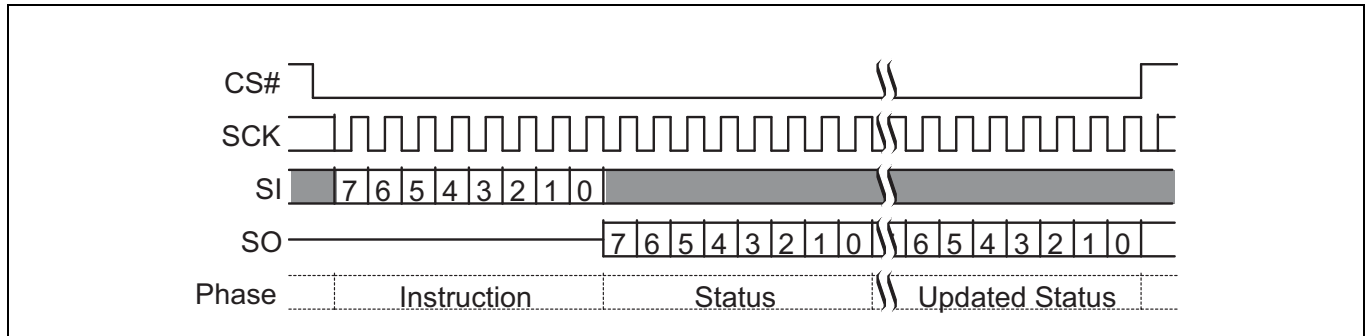 CS#
SCK
SI 7 6 5 4 3 2 1 0
SO 7 6 5 4 3 2 1 0 6 5 4 3 2 1 0
Phase Instruction Status Updated Status